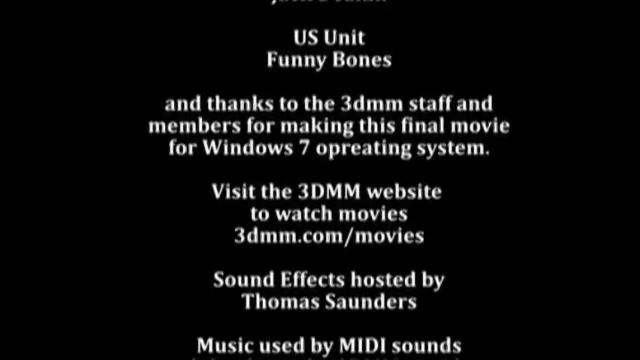 US Unit
Funny Bones
and thanks to the 3dmm staff and
members for making this final movie
for Windows 7 opreating system.
Visit the 3DMM website
to watch movies
3dmm.com/movies
Sound Effects hosted by
Thomas Saunders
Music used by MIDI sounds